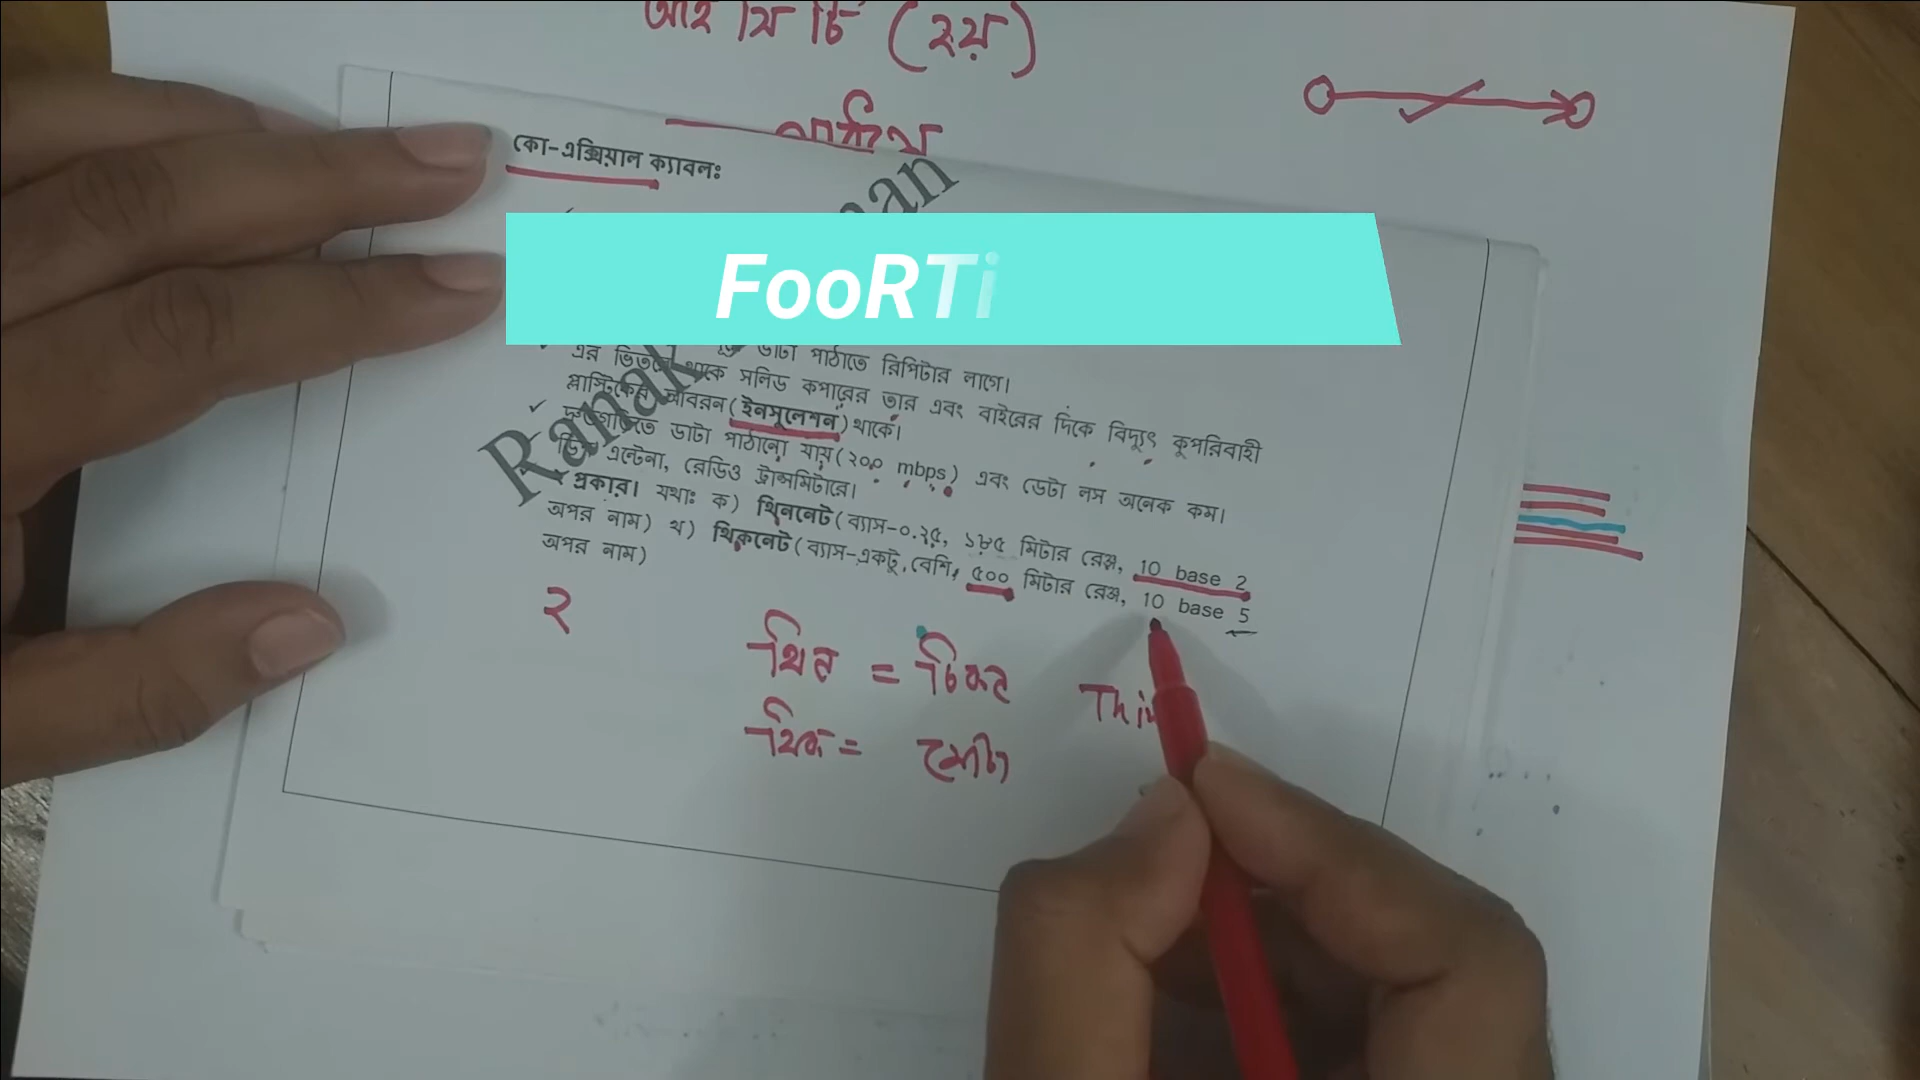 আই সি টি (২য়)
কো-এক্সিয়াল ক্যাবলঃ
FooRTi
ডাটা পাঠাতে রিপিটার লাগে।
এর ভিতরে থাকে সলিড কপারের তার এবং বাইরের দিকে বিদ্যুৎ কুপরিবাহী
প্লাস্টিকের আবরন(ইনসুলেশন)থাকে।
দ্রুতগতিতে ডাটা পাঠানো যায়(২০০ mbps) এবং ডেটা লস অনেক কম।
ডিশ এন্টেনা, রেডিও ট্রান্সমিটারে।
প্রকার। যথাঃ ক) থিননেট(ব্যাস-০.২৫, ১৮৫ মিটার রেঞ্জ, 10 base 2
অপর নাম) খ) থিকনেট(ব্যাস-একটু বেশি, ৫০০ মিটার রেঞ্জ, 10 base 5
অপর নাম)
২
থিন = চিকন Thi
থিক = মোটা